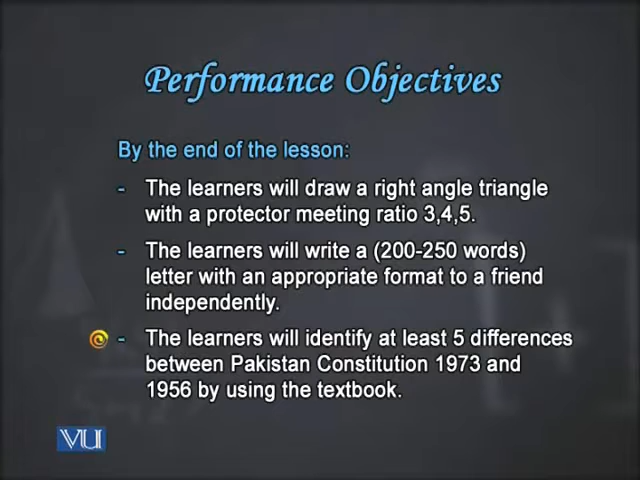 Performance Objectives
By the end of the lesson:
- The learners will draw a right angle triangle
with a protector meeting ratio 3,4,5.
- The learners will write a (200-250 words)
letter with an appropriate format to a friend
independently.
- The learners will identify at least 5 differences
between Pakistan Constitution 1973 and
1956 by using the textbook.
VU